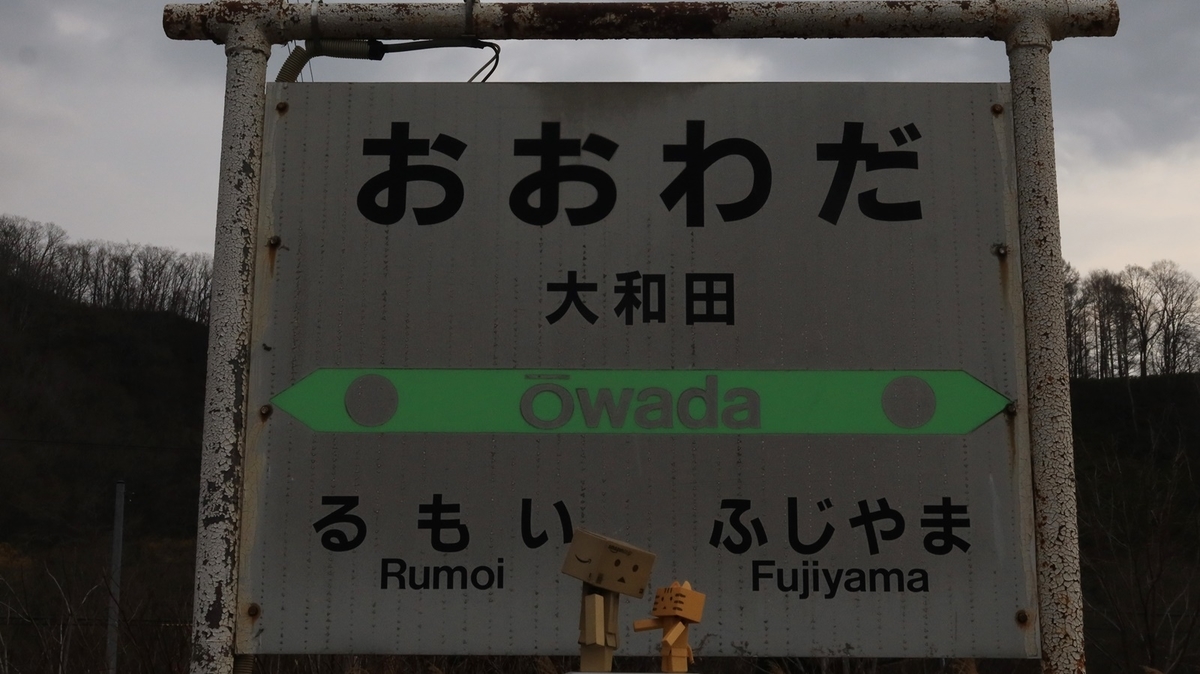 おおわだ
大和田
Ōwada
るもい ふじやま
Rumoi Fujiyama